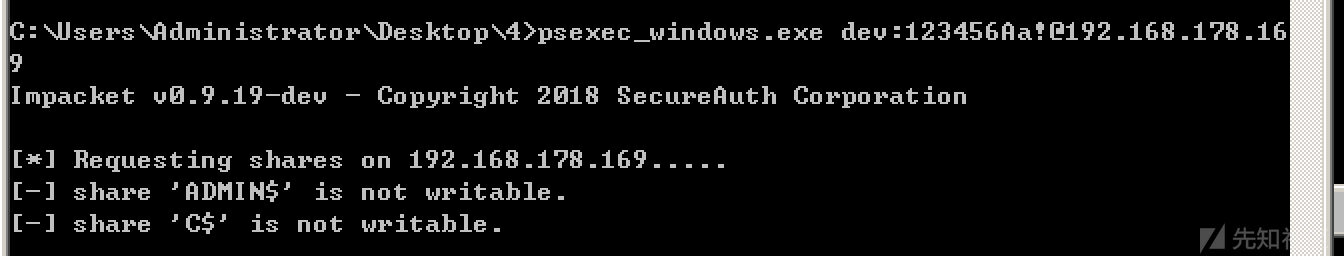 C:\Users\Administrator\Desktop\4>psexec_windows.exe dev:123456Aa!@192.168.178.16
9
Impacket v0.9.19-dev - Copyright 2018 SecureAuth Corporation
[*] Requesting shares on 192.168.178.169.....
[-] share 'ADMIN$' is not writable.
[-] share 'C$' is not writable.
先知